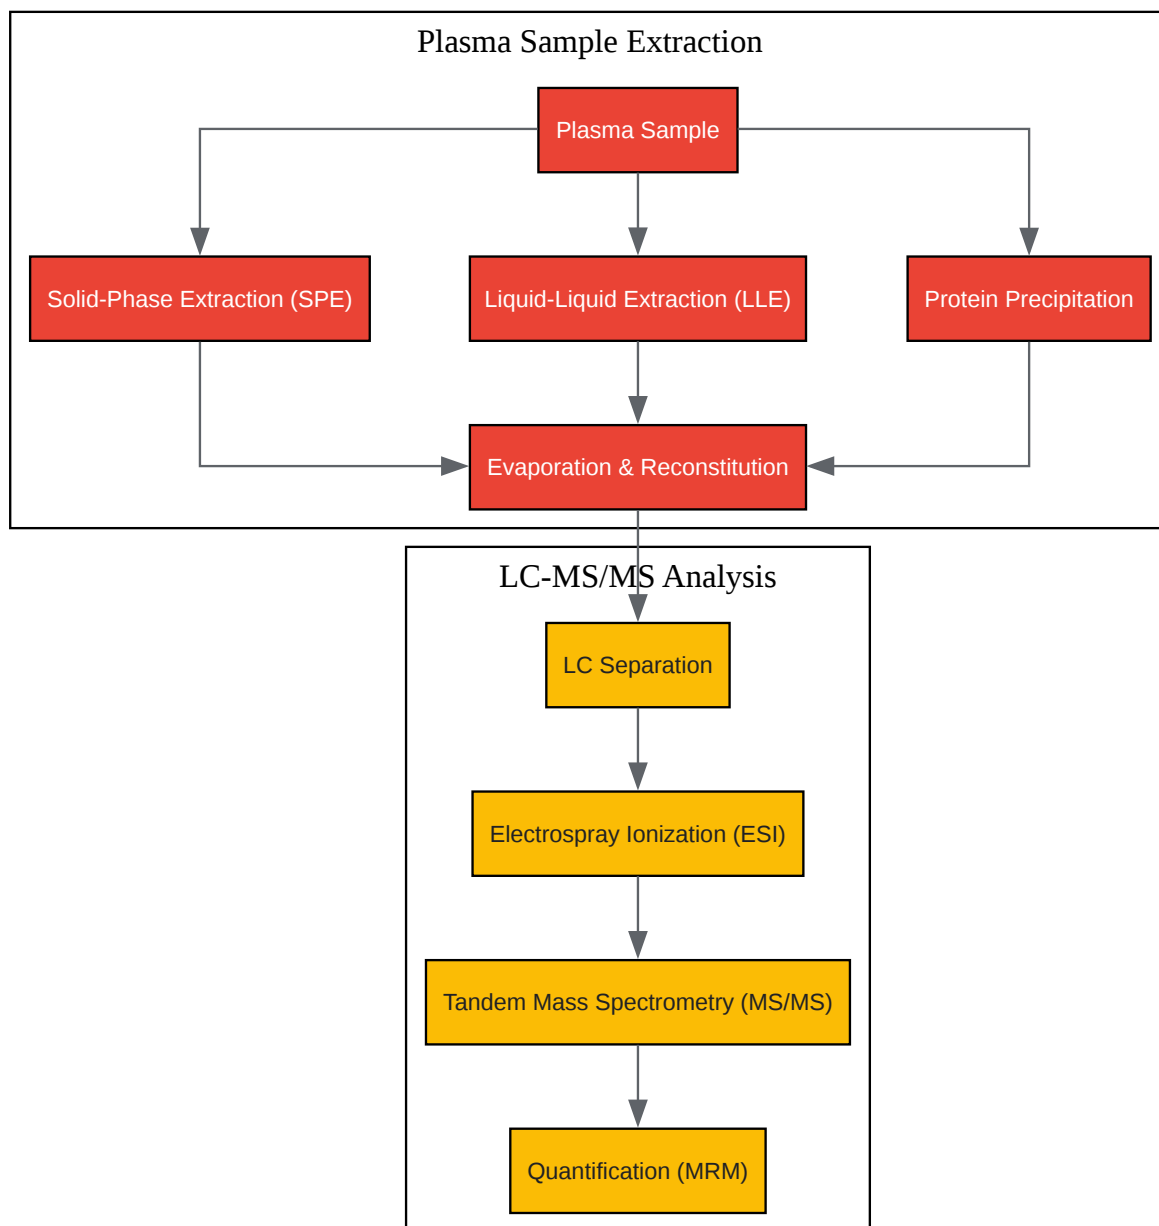 Plasma Sample Extraction
Plasma Sample
Solid-Phase Extraction (SPE)
Liquid-Liquid Extraction (LLE)
Protein Precipitation
Evaporation & Reconstitution
LC-MS/MS Analysis
LC Separation
Electrospray Ionization (ESI)
Tandem Mass Spectrometry (MS/MS)
Quantification (MRM)